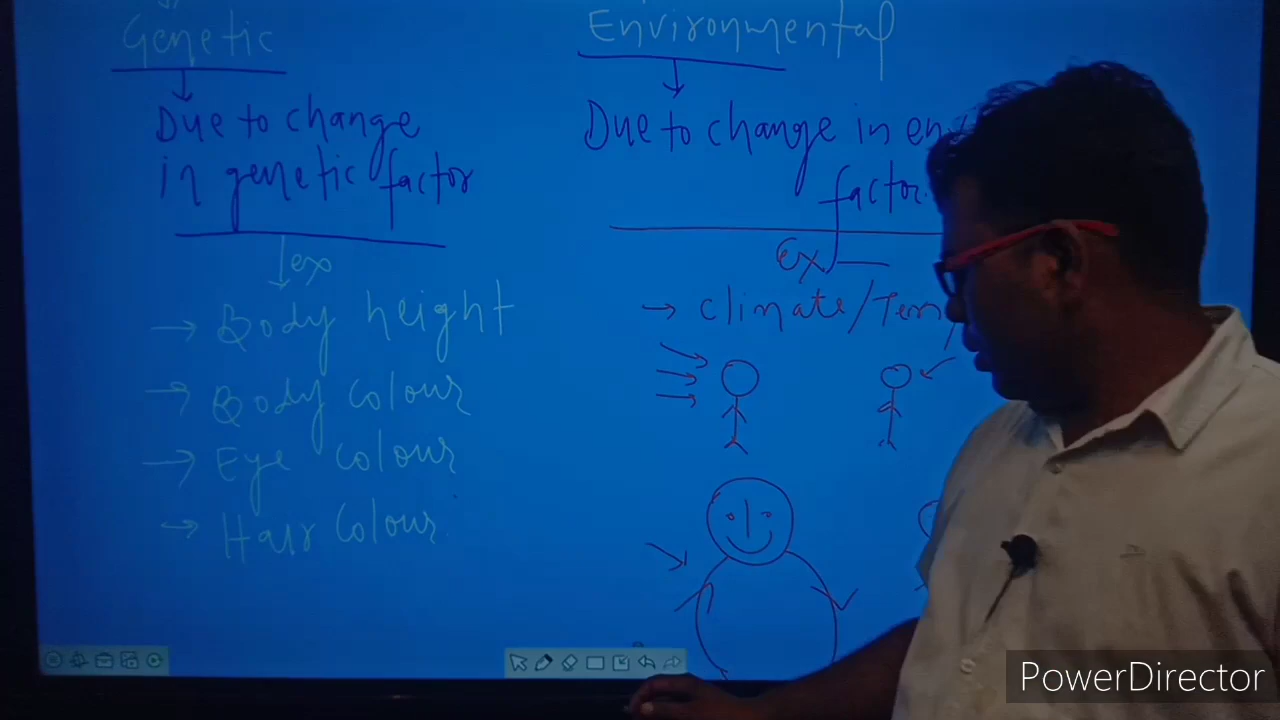 Genetic
Due to change
in genetic factor
ex
→ Body height
→ Body colour
→ Eye colour
→ Hair colour
Environmental
Due to change in
factor.
Ex
→ Climate/Tem
PowerDirector